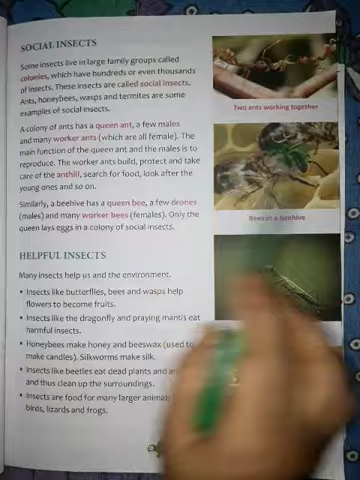 SOCIAL INSECTS
Some insects live in large family groups called
colonies, which have hundreds or even thousands
of insects. These insects are called social insects.
Ants, honeybees, wasps and termites are some
examples of social insects.
A colony of ants has a queen ant, a few males
and many worker ants (which are all female). The
main function of the queen ant and the males is to
reproduce. The worker ants build, protect and take
care of the anthill, search for food, look after the
young ones and so on.
Similarly, a beehive has a queen bee, a few drones
(males) and many worker bees (females). Only the
queen lays eggs in a colony of social insects.
Two ants working together
Bees in a beehive
HELPFUL INSECTS
Many insects help us and the environment.
• Insects like butterflies, bees and wasps help
flowers to become fruits.
• Insects like the dragonfly and praying mantis eat
harmful insects.
• Honeybees make honey and beeswax (used to
make candles). Silkworms make silk.
• Insects like beetles eat dead plants and
and thus clean up the surroundings.
• Insects are food for many larger
birds, lizards and frogs.